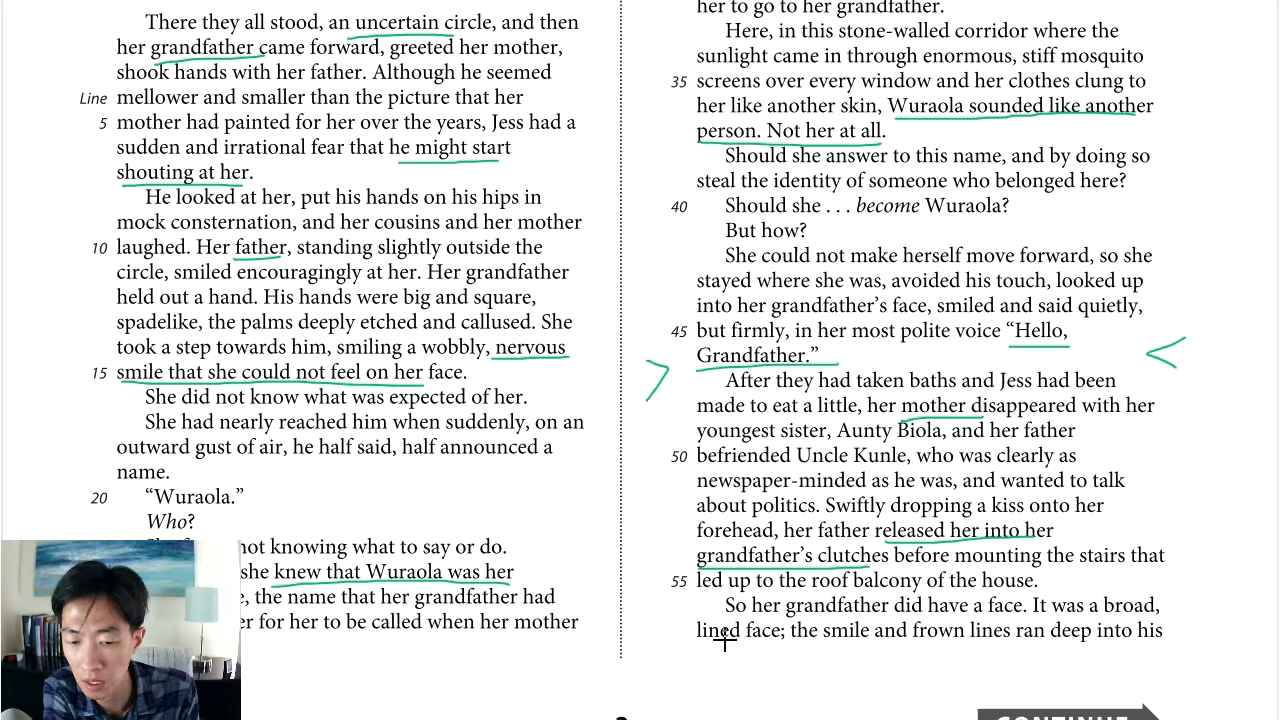 There they all stood, an uncertain circle, and then
her grandfather came forward, greeted her mother,
shook hands with her father. Although he seemed
Line mellower and smaller than the picture that her
5 mother had painted for her over the years, Jess had a
sudden and irrational fear that he might start
shouting at her.
He looked at her, put his hands on his hips in
mock consternation, and her cousins and her mother
10 laughed. Her father, standing slightly outside the
circle, smiled encouragingly at her. Her grandfather
held out a hand. His hands were big and square,
spadelike, the palms deeply etched and callused. She
took a step towards him, smiling a wobbly, nervous
15 smile that she could not feel on her face.
She did not know what was expected of her.
She had nearly reached him when suddenly, on an
outward gust of air, he half said, half announced a
name.
20 “Wuraola.”
Who?
not knowing what to say or do.
she knew that Wuraola was her
the name that her grandfather had
for her to be called when her mother
her to go to her grandfather.
Here, in this stone-walled corridor where the
sunlight came in through enormous, stiff mosquito
35 screens over every window and her clothes clung to
her like another skin, Wuraola sounded like another
person. Not her at all.
Should she answer to this name, and by doing so
steal the identity of someone who belonged here?
40 Should she . . . become Wuraola?
But how?
She could not make herself move forward, so she
stayed where she was, avoided his touch, looked up
into her grandfather’s face, smiled and said quietly,
45 but firmly, in her most polite voice “Hello,
Grandfather.”
After they had taken baths and Jess had been
made to eat a little, her mother disappeared with her
youngest sister, Aunty Biola, and her father
50 befriended Uncle Kunle, who was clearly as
newspaper-minded as he was, and wanted to talk
about politics. Swiftly dropping a kiss onto her
forehead, her father released her into her
grandfather’s clutches before mounting the stairs that
55 led up to the roof balcony of the house.
So her grandfather did have a face. It was a broad,
lined face; the smile and frown lines ran deep into his
CONTINUE